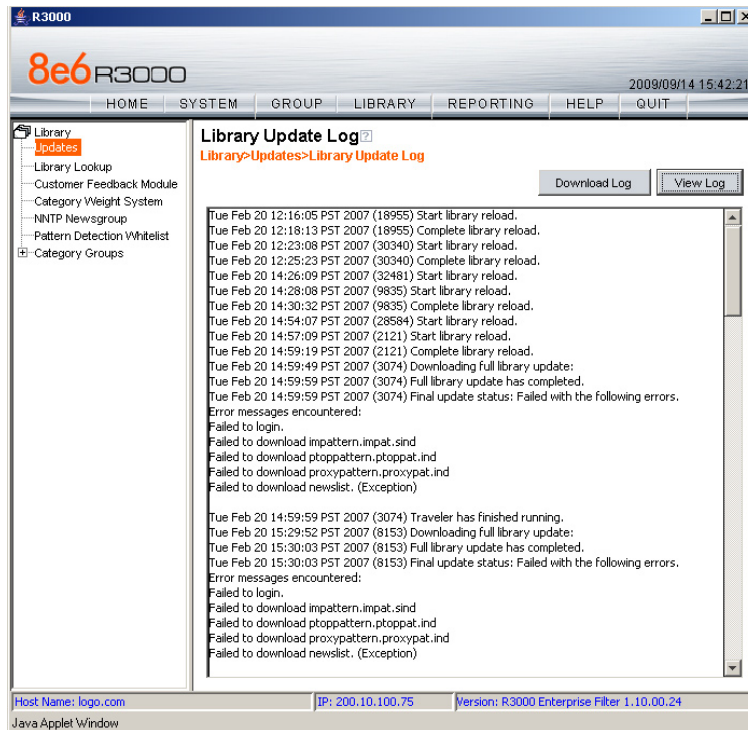 R3000
8e6 R3000
2009/09/14 15:42:21
HOME SYSTEM GROUP LIBRARY REPORTING HELP QUIT
Library
Updates
Library Lookup
Customer Feedback Module
Category Weight System
NNTP Newsgroup
Pattern Detection Whitelist
Category Groups
Library Update Log
Library>Updates>Library Update Log
Download Log
View Log
Tue Feb 20 12:16:05 PST 2007 (18955) Start library reload.
Tue Feb 20 12:18:13 PST 2007 (18955) Complete library reload.
Tue Feb 20 12:23:08 PST 2007 (30340) Start library reload.
Tue Feb 20 12:25:23 PST 2007 (30340) Complete library reload.
Tue Feb 20 14:26:09 PST 2007 (32481) Start library reload.
Tue Feb 20 14:28:08 PST 2007 (9835) Start library reload.
Tue Feb 20 14:30:32 PST 2007 (9835) Complete library reload.
Tue Feb 20 14:54:07 PST 2007 (28584) Start library reload.
Tue Feb 20 14:57:09 PST 2007 (2121) Start library reload.
Tue Feb 20 14:59:19 PST 2007 (2121) Complete library reload.
Tue Feb 20 14:59:49 PST 2007 (3074) Downloading full library update:
Tue Feb 20 14:59:59 PST 2007 (3074) Full library update has completed.
Tue Feb 20 14:59:59 PST 2007 (3074) Final update status: Failed with the following errors.
Error messages encountered:
Failed to login.
Failed to download impattern.impat.sind
Failed to download ptoppattern.ptoppat.ind
Failed to download proxypattern.proxypat.ind
Failed to download newslist. (Exception)
Tue Feb 20 14:59:59 PST 2007 (3074) Traveler has finished running.
Tue Feb 20 15:29:52 PST 2007 (8153) Downloading full library update:
Tue Feb 20 15:30:03 PST 2007 (8153) Full library update has completed.
Tue Feb 20 15:30:03 PST 2007 (8153) Final update status: Failed with the following errors.
Error messages encountered:
Failed to login.
Failed to download impattern.impat.sind
Failed to download ptoppattern.ptoppat.ind
Failed to download proxypattern.proxypat.ind
Failed to download newslist. (Exception)
Host Name: logo.com
IP: 200.10.100.75
Version: R3000 Enterprise Filter 1.10.00.24
Java Applet Window